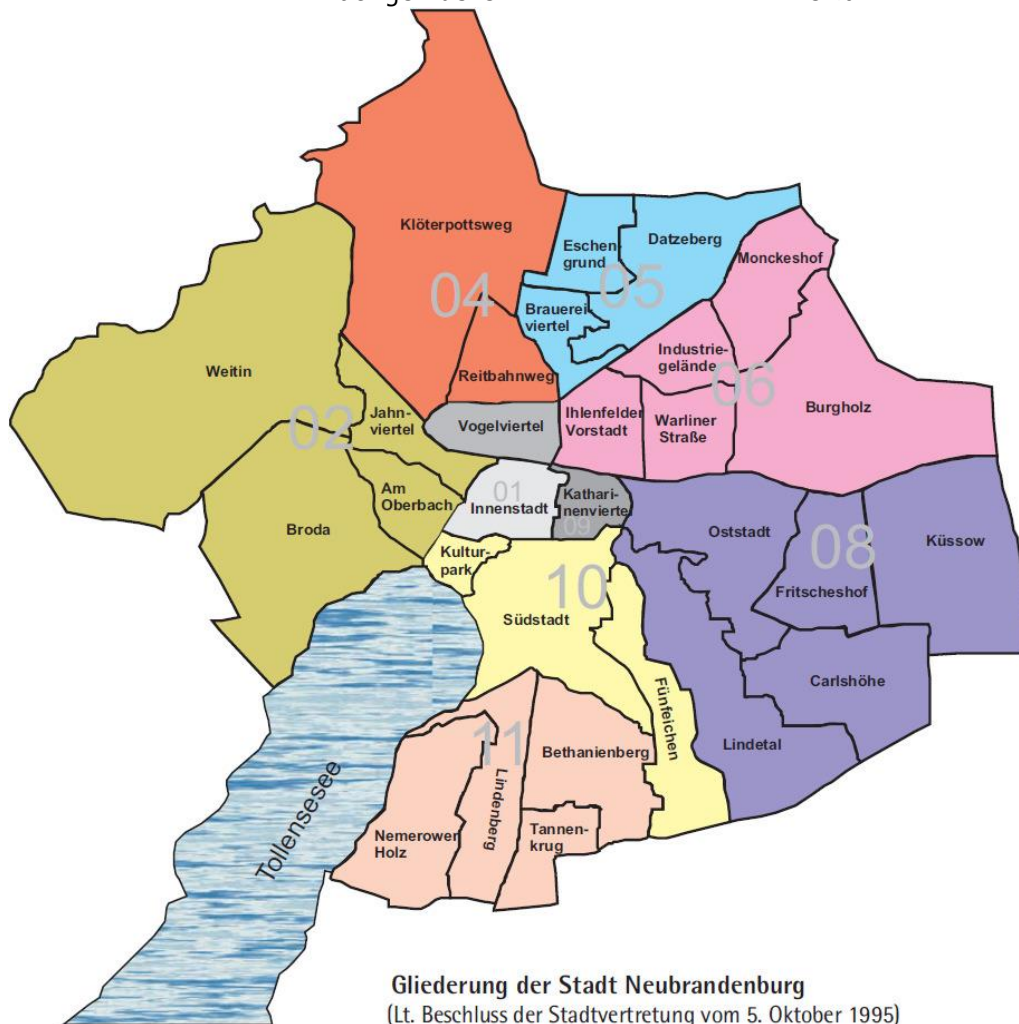 Klöterpottsweg
04
Eschen-
grund
Datzeberg
05
Brauerei
viertel
Monckeshof
Industrie-
gelände
06
Weitin
Reitbahnweg
02
Jahn-
viertel
Vogelviertel
Ihlenfelder
Vorstadt
Warliner
Straße
Burgholz
Am
Oberbach
01
Innenstadt
Kathari-
nenvierte
09
Broda
Oststadt
08
Küssow
Kultur-
park
10
Fritscheshof
Südstadt
Fünfeichen
Carlshöhe
Lindetal
11
Bethanienberg
Lindenberg
Nemerower
Holz
Tannen-
krug
Tollensesee
Gliederung der Stadt Neubrandenburg
(Lt. Beschluss der Stadtvertretung vom 5. Oktober 1995)